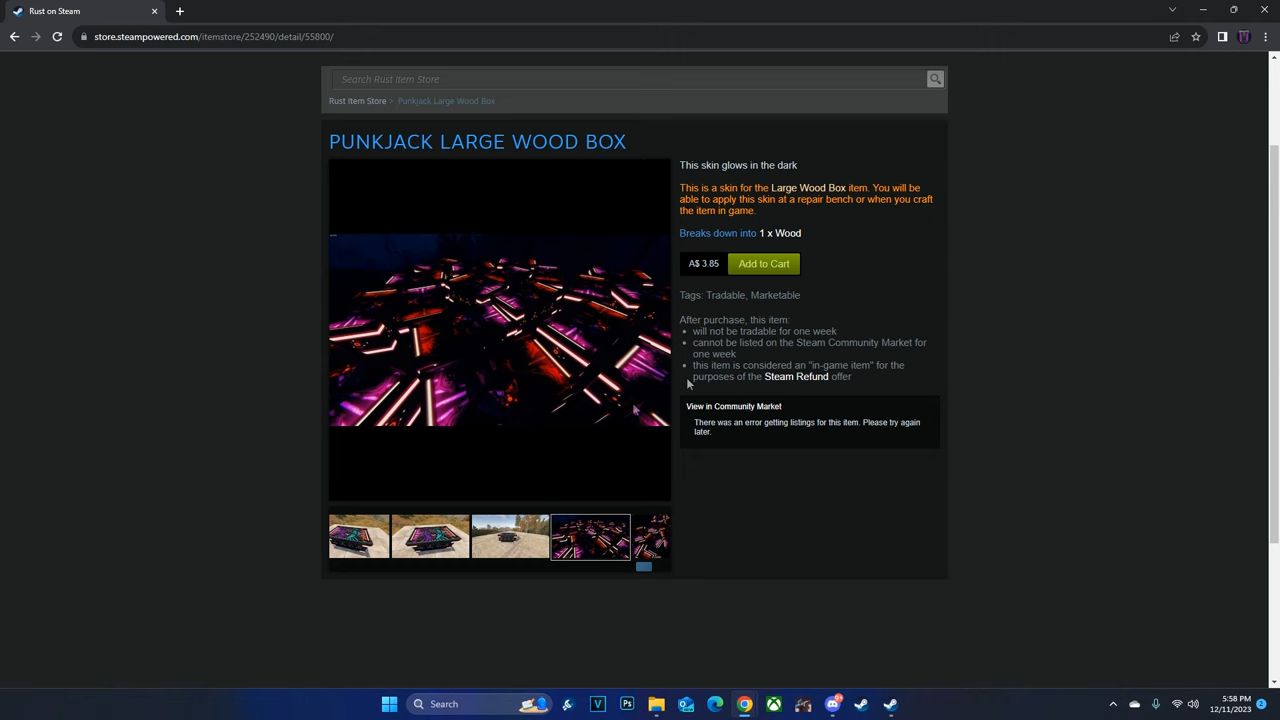 Rust on Steam
store.steampowered.com/itemstore/252490/detail/55800/
Search Rust Item Store
Rust Item Store > Punkjack Large Wood Box
PUNKJACK LARGE WOOD BOX
This skin glows in the dark
This is a skin for the Large Wood Box item. You will be
able to apply this skin at a repair bench or when you craft
the item in game.
Breaks down into 1 x Wood
A$ 3.85
Add to Cart
Tags: Tradable, Marketable
After purchase, this item:
will not be tradable for one week
cannot be listed on the Steam Community Market for
one week
this item is considered an "in-game item" for the
purposes of the Steam Refund offer
View in Community Market
There was an error getting listings for this item. Please try again
later.
Search
5:58 PM
12/11/2023